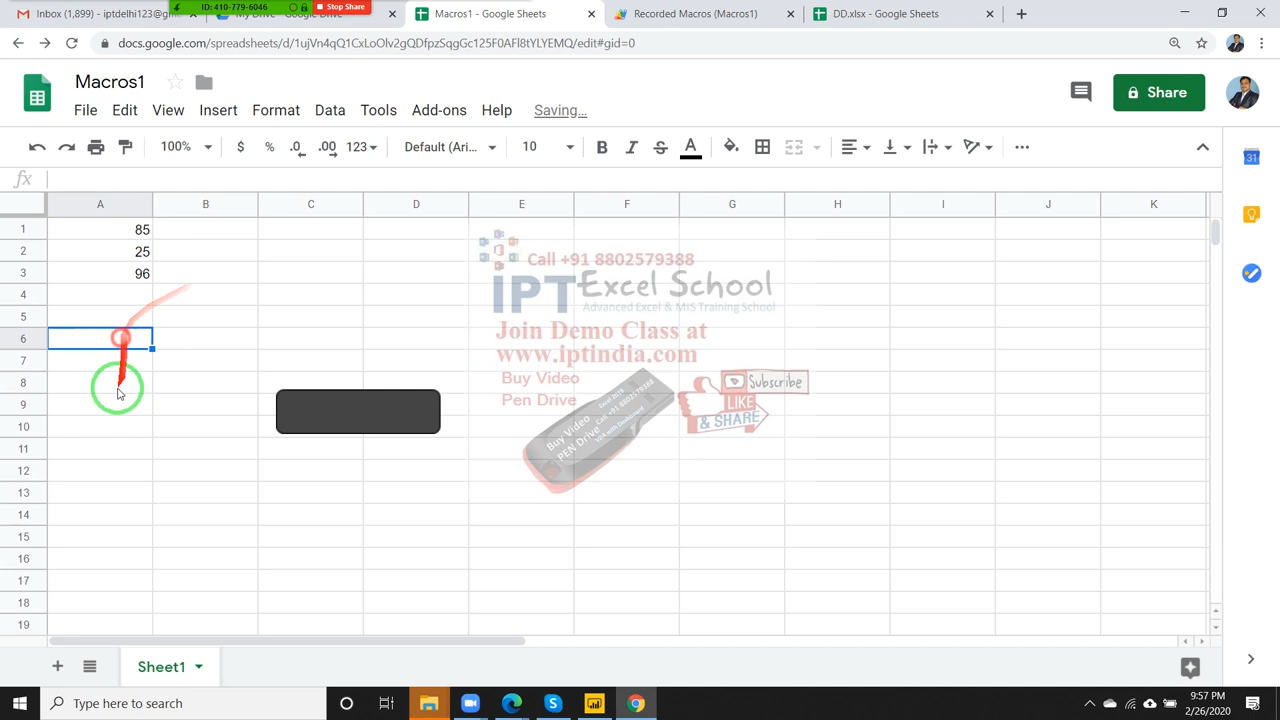 Inbox (1,899) - iptdelhi123@gm
ID: 410-779-6046
Stop Share
My Drive - Google Drive
Macros1 - Google Sheets
Recorded Macros (Macros1)
DD.xlsx - Google Sheets
docs.google.com/spreadsheets/d/1ujVn4qQ1CxLoOlv2gQDfpzSqgGc125F0AFl8tYLYEMQ/edit#gid=0
Macros1
Share
File Edit View Insert Format Data Tools Add-ons Help Saving...
100% $ % .0 .00 123 Default (Ari... 10 B I S A
fx
31
A B C D E F G H I J K
1 85
2 25
3 96
4
5
6
7
8
9
10
11
12
13
14
15
16
17
18
19
Call +91 8802579388
IPT Excel School
Advanced Excel & MIS Training School
Join Demo Class at
www.iptindia.com
Buy Video
Pen Drive
Buy Video
PEN Drive
Excel 2019
Call +91 8802579388
Subscribe
LIKE
& SHARE
Sheet1
Type here to search
9:57 PM
2/26/2020